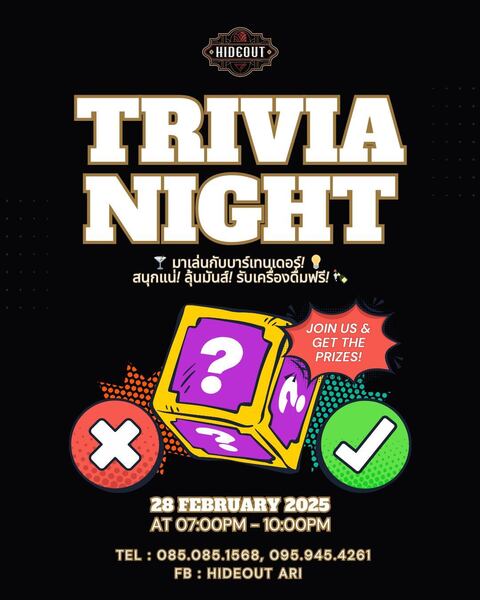 HIDEOUT
TRIVIA
NIGHT
🍸 มาเล่นกับบาร์เทนเดอร์! 💡
สนุกแน่! ลุ้นมันส์! รับเครื่องดื่มฟรี!
JOIN US &
GET THE
PRIZES!
?
?
?
28 FEBRUARY 2025
AT 07:00PM – 10:00PM
TEL : 085.085.1568, 095.945.4261
FB : HIDEOUT ARI